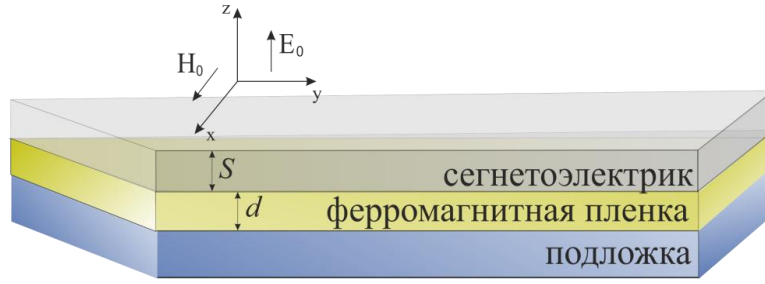 z
E₀
H₀
y
x
S
сегнетоэлектрик
d
ферромагнитная пленка
подложка